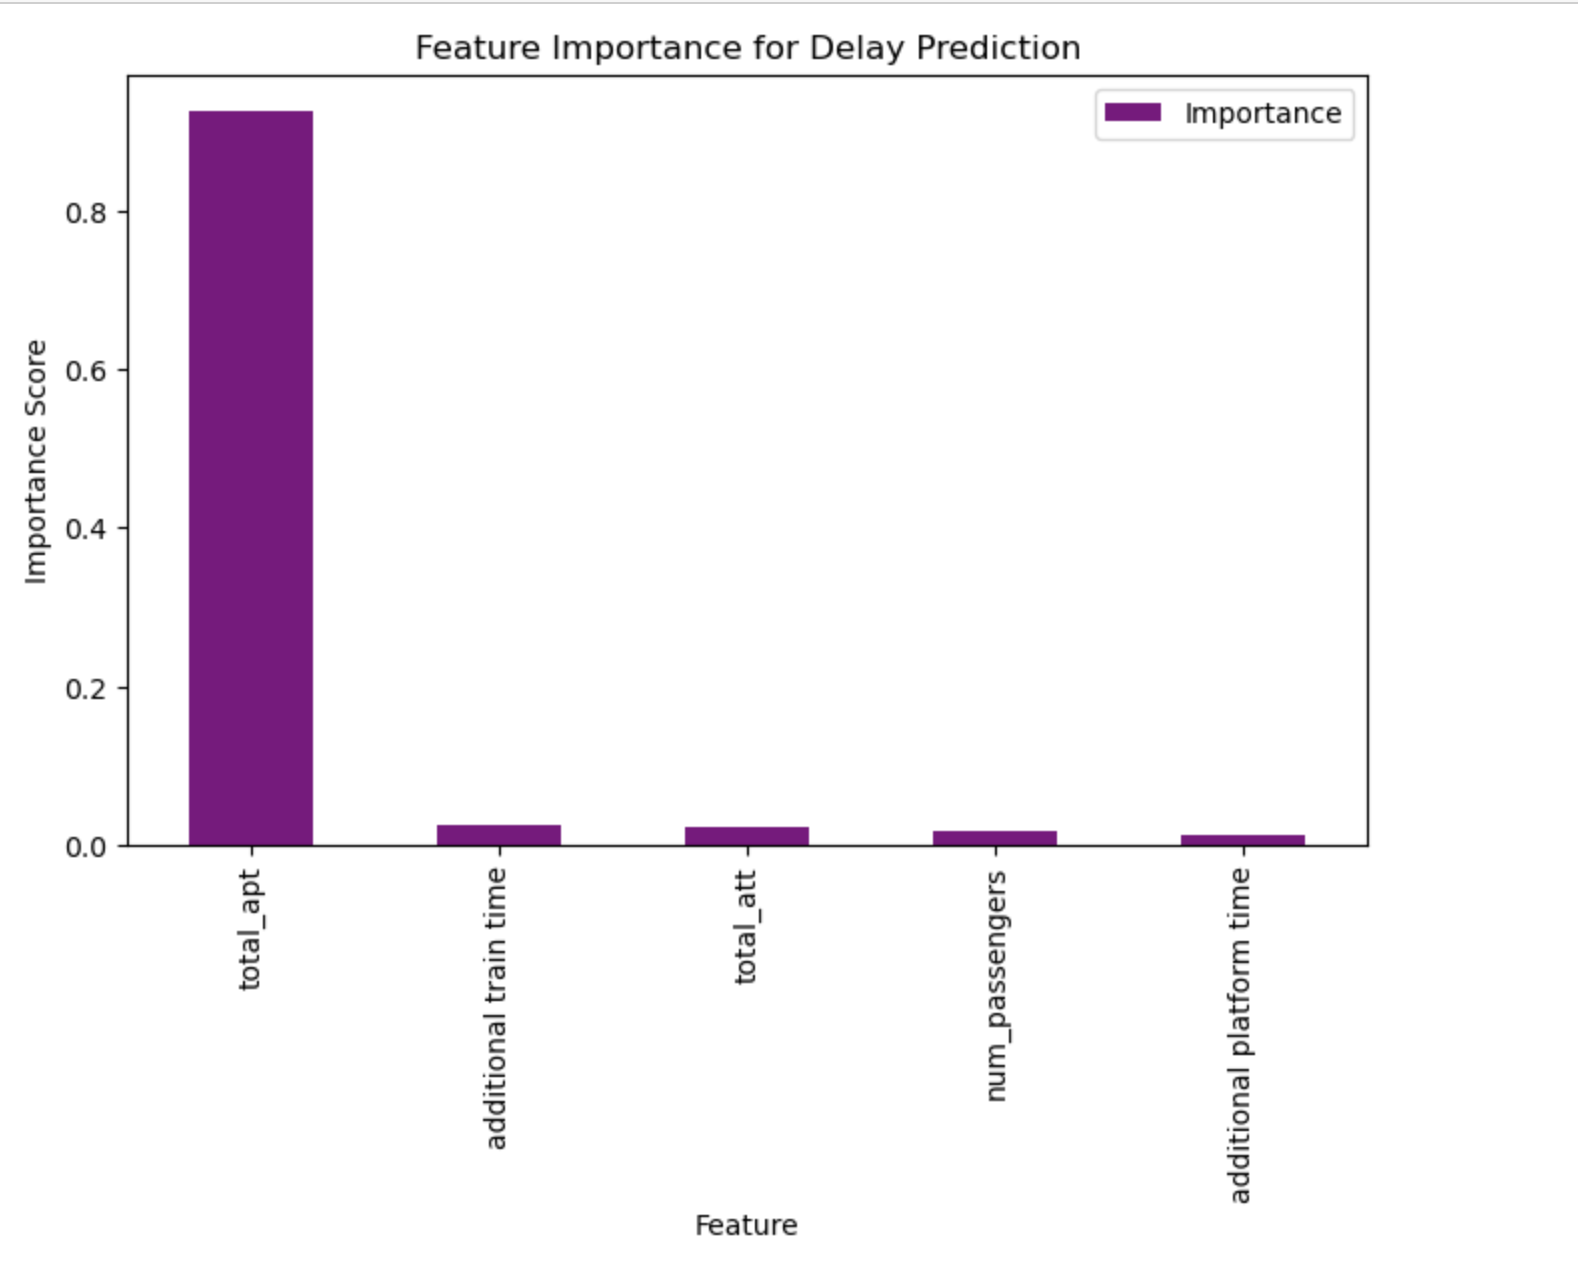 Feature Importance for Delay Prediction
Importance
Importance Score
0.8
0.6
0.4
0.2
0.0
total_apt
additional train time
total_att
num_passengers
additional platform time
Feature